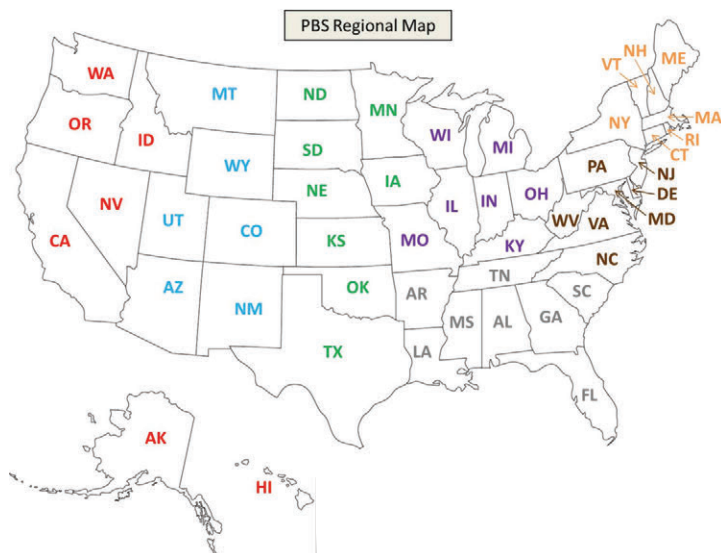 PBS Regional Map
WA
OR
ID
NV
CA
AK
HI
MT
WY
UT
CO
AZ
NM
ND
SD
NE
KS
OK
TX
MN
IA
WI
MI
IL
IN
OH
MO
KY
AR
LA
MS
AL
TN
GA
SC
FL
PA
NJ
DE
MD
WV
VA
NC
NY
VT
NH
ME
MA
RI
CT